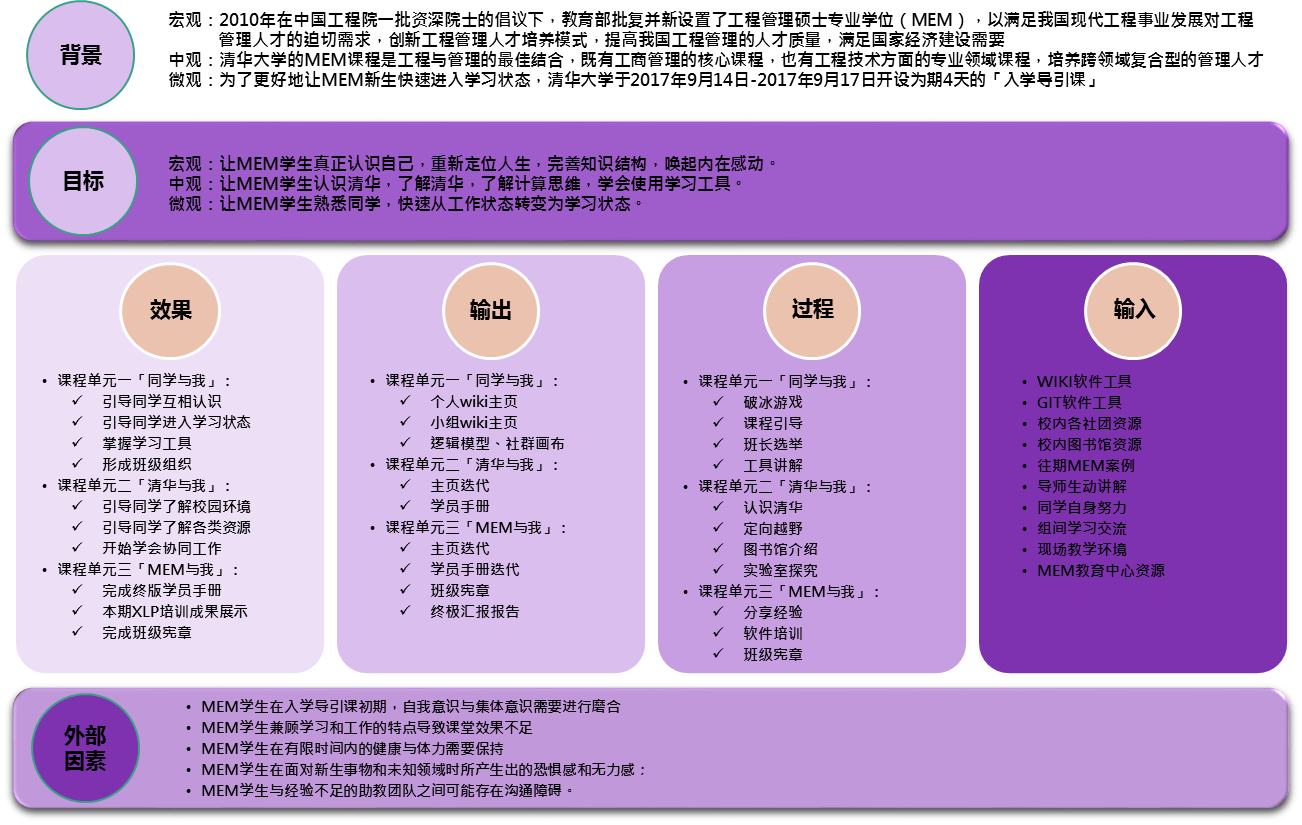 背景
宏观：2010年在中国工程院一批资深院士的倡议下，教育部批复并新设置了工程管理硕士专业学位（MEM），以满足我国现代工程事业发展对工程
管理人才的迫切需求，创新工程管理人才培养模式，提高我国工程管理的人才质量，满足国家经济建设需要
中观：清华大学的MEM课程是工程与管理的最佳结合，既有工商管理的核心课程，也有工程技术方面的专业领域课程，培养跨领域复合型的管理人才
微观：为了更好地让MEM新生快速进入学习状态，清华大学于2017年9月14日-2017年9月17日开设为期4天的「入学导引课」
目标
宏观：让MEM学生真正认识自己，重新定位人生，完善知识结构，唤起内在感动。
中观：让MEM学生认识清华，了解清华，了解计算思维，学会使用学习工具。
微观：让MEM学生熟悉同学，快速从工作状态转变为学习状态。
效果
• 课程单元一「同学与我」：
✓ 引导同学互相认识
✓ 引导同学进入学习状态
✓ 掌握学习工具
✓ 形成班级组织
• 课程单元二「清华与我」：
✓ 引导同学了解校园环境
✓ 引导同学了解各类资源
✓ 开始学会协同工作
• 课程单元三「MEM与我」：
✓ 完成终版学员手册
✓ 本期XLP培训成果展示
✓ 完成班级宪章
输出
• 课程单元一「同学与我」：
✓ 个人wiki主页
✓ 小组wiki主页
✓ 逻辑模型、社群画布
• 课程单元二「清华与我」：
✓ 主页迭代
✓ 学员手册
• 课程单元三「MEM与我」：
✓ 主页迭代
✓ 学员手册迭代
✓ 班级宪章
✓ 终极汇报报告
过程
• 课程单元一「同学与我」：
✓ 破冰游戏
✓ 课程引导
✓ 班长选举
✓ 工具讲解
• 课程单元二「清华与我」：
✓ 认识清华
✓ 定向越野
✓ 图书馆介绍
✓ 实验室探究
• 课程单元三「MEM与我」：
✓ 分享经验
✓ 软件培训
✓ 班级宪章
输入
• WIKI软件工具
• GIT软件工具
• 校内各社团资源
• 校内图书馆资源
• 往期MEM案例
• 导师生动讲解
• 同学自身努力
• 组间学习交流
• 现场教学环境
• MEM教育中心资源
外部
因素
• MEM学生在入学导引课初期，自我意识与集体意识需要进行磨合
• MEM学生兼顾学习和工作的特点导致课堂效果不足
• MEM学生在有限时间内的健康与体力需要保持
• MEM学生在面对新生事物和未知领域时所产生出的恐惧感和无力感；
• MEM学生与经验不足的助教团队之间可能存在沟通障碍。